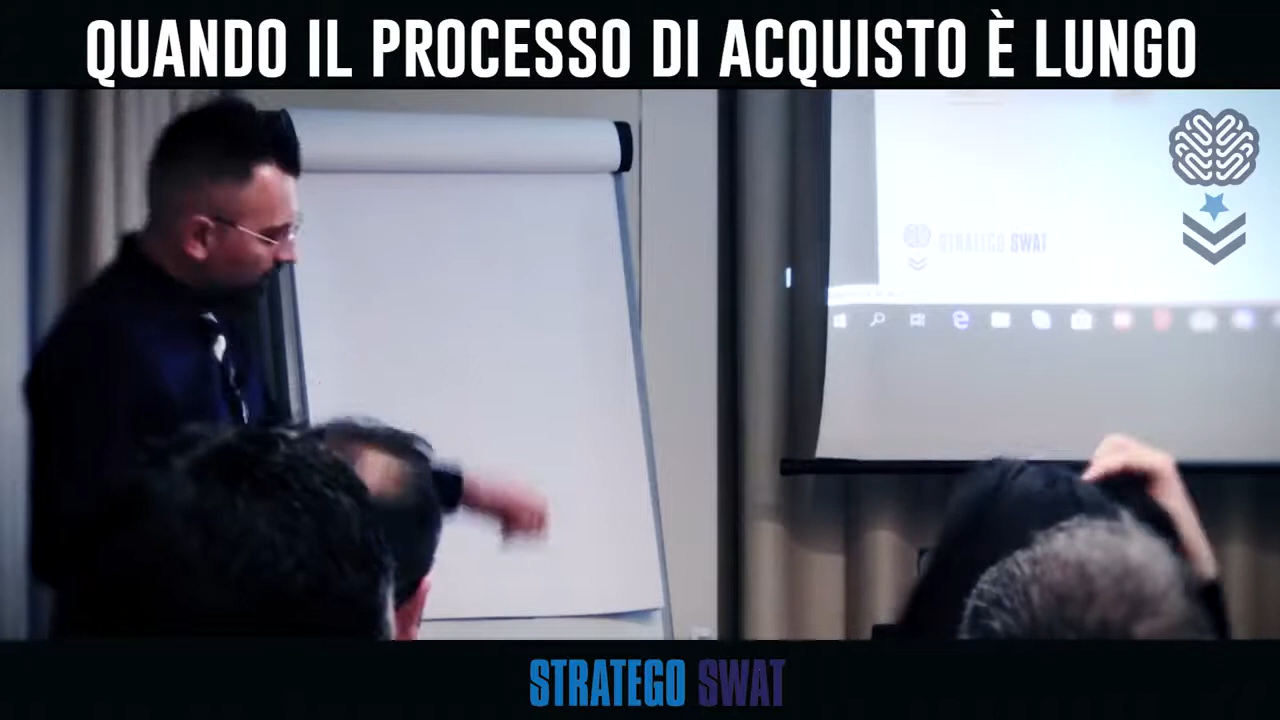 QUANDO IL PROCESSO DI ACQUISTO È LUNGO
STRATEGO SWAT
STRATEGO SWAT